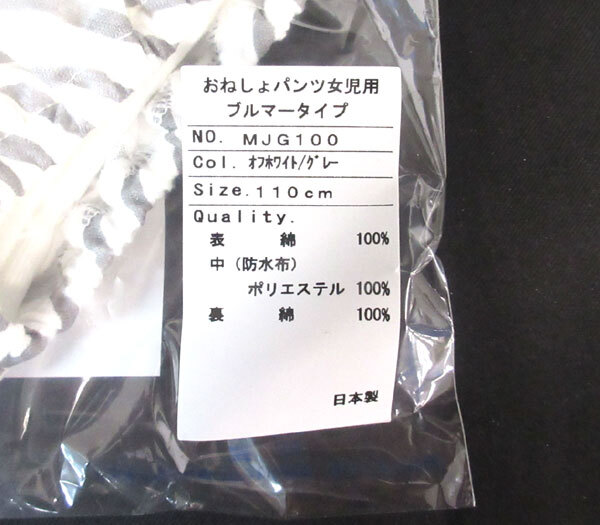 おねしょパンツ女児用
ブルマータイプ
NO. MJG100
Col. ｵﾌﾎﾜｲﾄ/ｸﾞﾚｰ
Size.110cm
Quality.
表 綿 100%
中（防水布）
ポリエステル 100%
裏 綿 100%
日本製